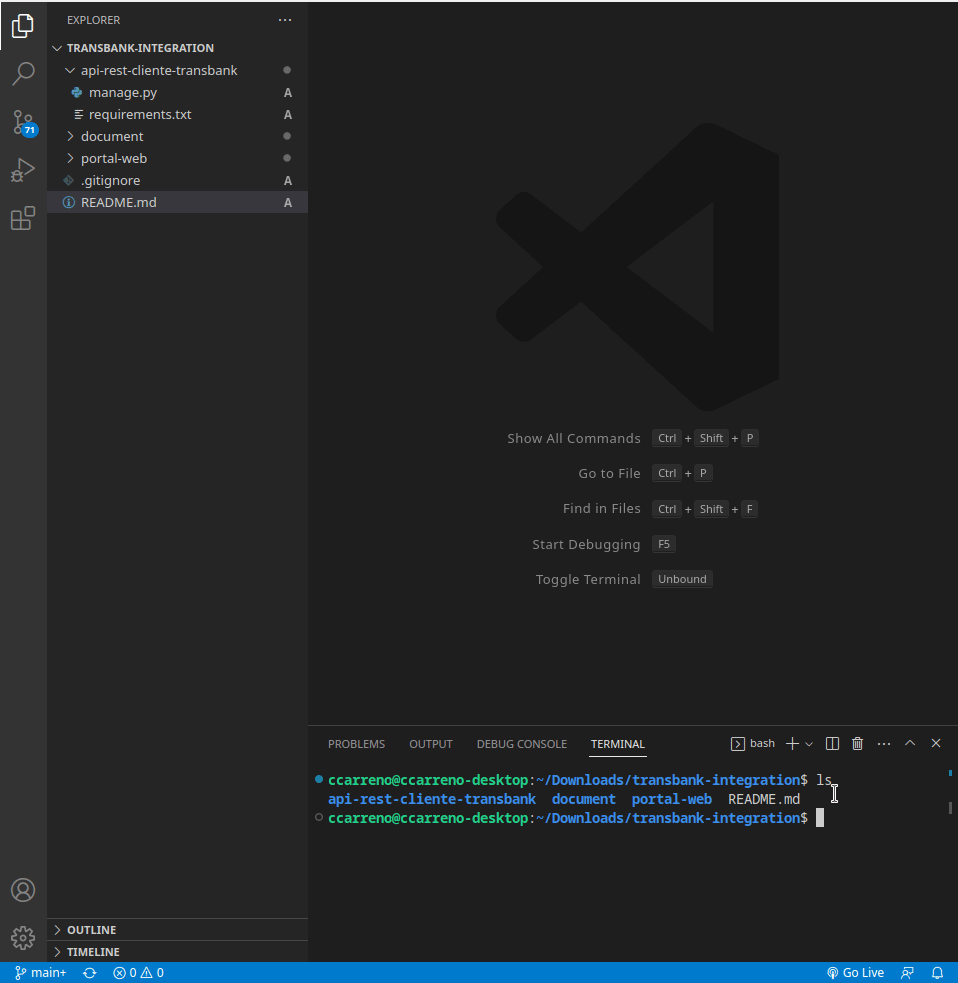 EXPLORER
TRANSBANK-INTEGRATION
api-rest-cliente-transbank
manage.py A
requirements.txt A
document
portal-web
.gitignore A
README.md A
71
Show All Commands Ctrl + Shift + P
Go to File Ctrl + P
Find in Files Ctrl + Shift + F
Start Debugging F5
Toggle Terminal Unbound
PROBLEMS OUTPUT DEBUG CONSOLE TERMINAL bash
ccarreno@ccarreno-desktop:~/Downloads/transbank-integration$ ls
api-rest-cliente-transbank document portal-web README.md
ccarreno@ccarreno-desktop:~/Downloads/transbank-integration$
OUTLINE
TIMELINE
main+ 0 0 Go Live